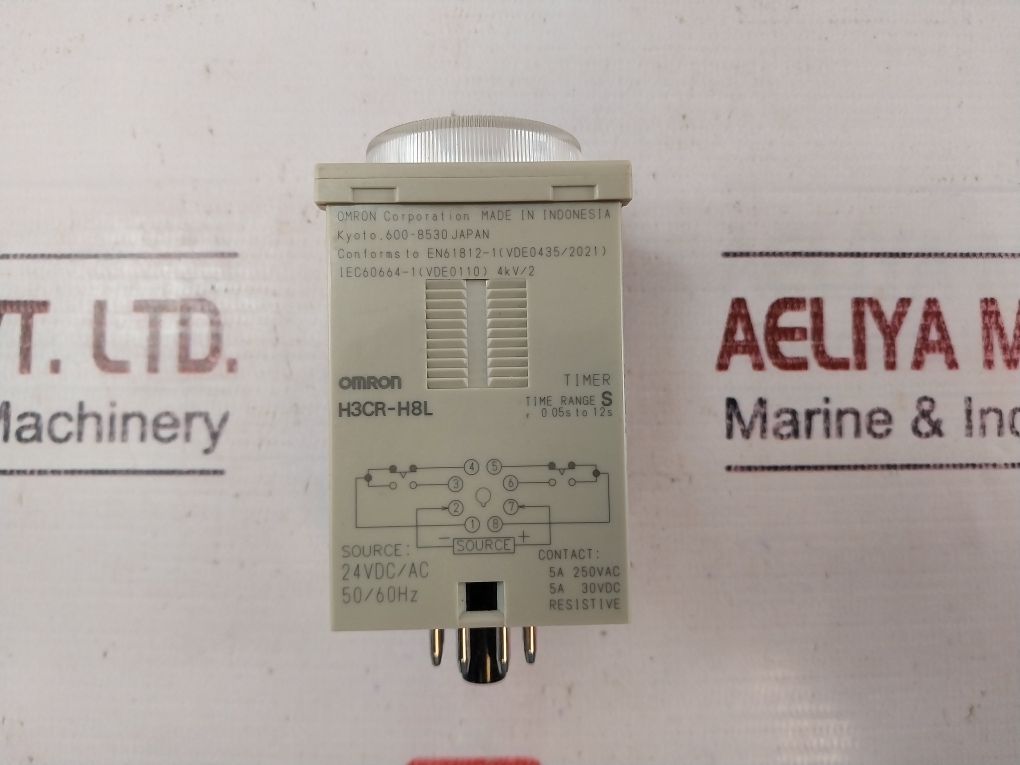 OMRON Corporation MADE IN INDONESIA
Kyoto, 600-8530 JAPAN
Conforms to EN61812-1(VDE0435/2021)
IEC60664-1(VDE0110) 4kV/2
omron
H3CR-H8L
TIMER
TIME RANGE S
0.05s to 12s
4 5
3 6
2 7
1 8
- SOURCE +
SOURCE:
24VDC/AC
50/60Hz
CONTACT:
5A 250VAC
5A 30VDC
RESISTIVE
T. LTD.
Machinery
AELIYA M
Marine & Ind